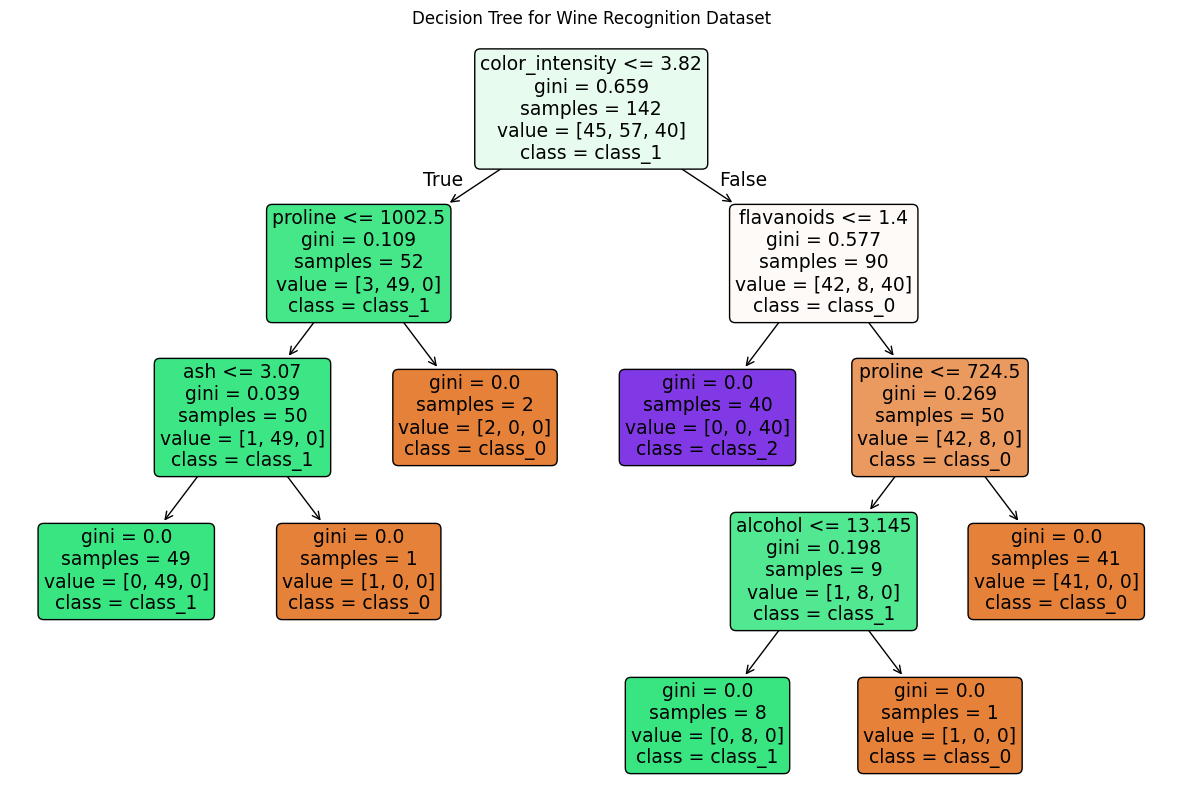 Decision Tree for Wine Recognition Dataset
color_intensity <= 3.82
gini = 0.659
samples = 142
value = [45, 57, 40]
class = class_1
True
False
proline <= 1002.5
gini = 0.109
samples = 52
value = [3, 49, 0]
class = class_1
flavanoids <= 1.4
gini = 0.577
samples = 90
value = [42, 8, 40]
class = class_0
ash <= 3.07
gini = 0.039
samples = 50
value = [1, 49, 0]
class = class_1
gini = 0.0
samples = 2
value = [2, 0, 0]
class = class_0
gini = 0.0
samples = 40
value = [0, 0, 40]
class = class_2
proline <= 724.5
gini = 0.269
samples = 50
value = [42, 8, 0]
class = class_0
gini = 0.0
samples = 49
value = [0, 49, 0]
class = class_1
gini = 0.0
samples = 1
value = [1, 0, 0]
class = class_0
alcohol <= 13.145
gini = 0.198
samples = 9
value = [1, 8, 0]
class = class_1
gini = 0.0
samples = 41
value = [41, 0, 0]
class = class_0
gini = 0.0
samples = 8
value = [0, 8, 0]
class = class_1
gini = 0.0
samples = 1
value = [1, 0, 0]
class = class_0